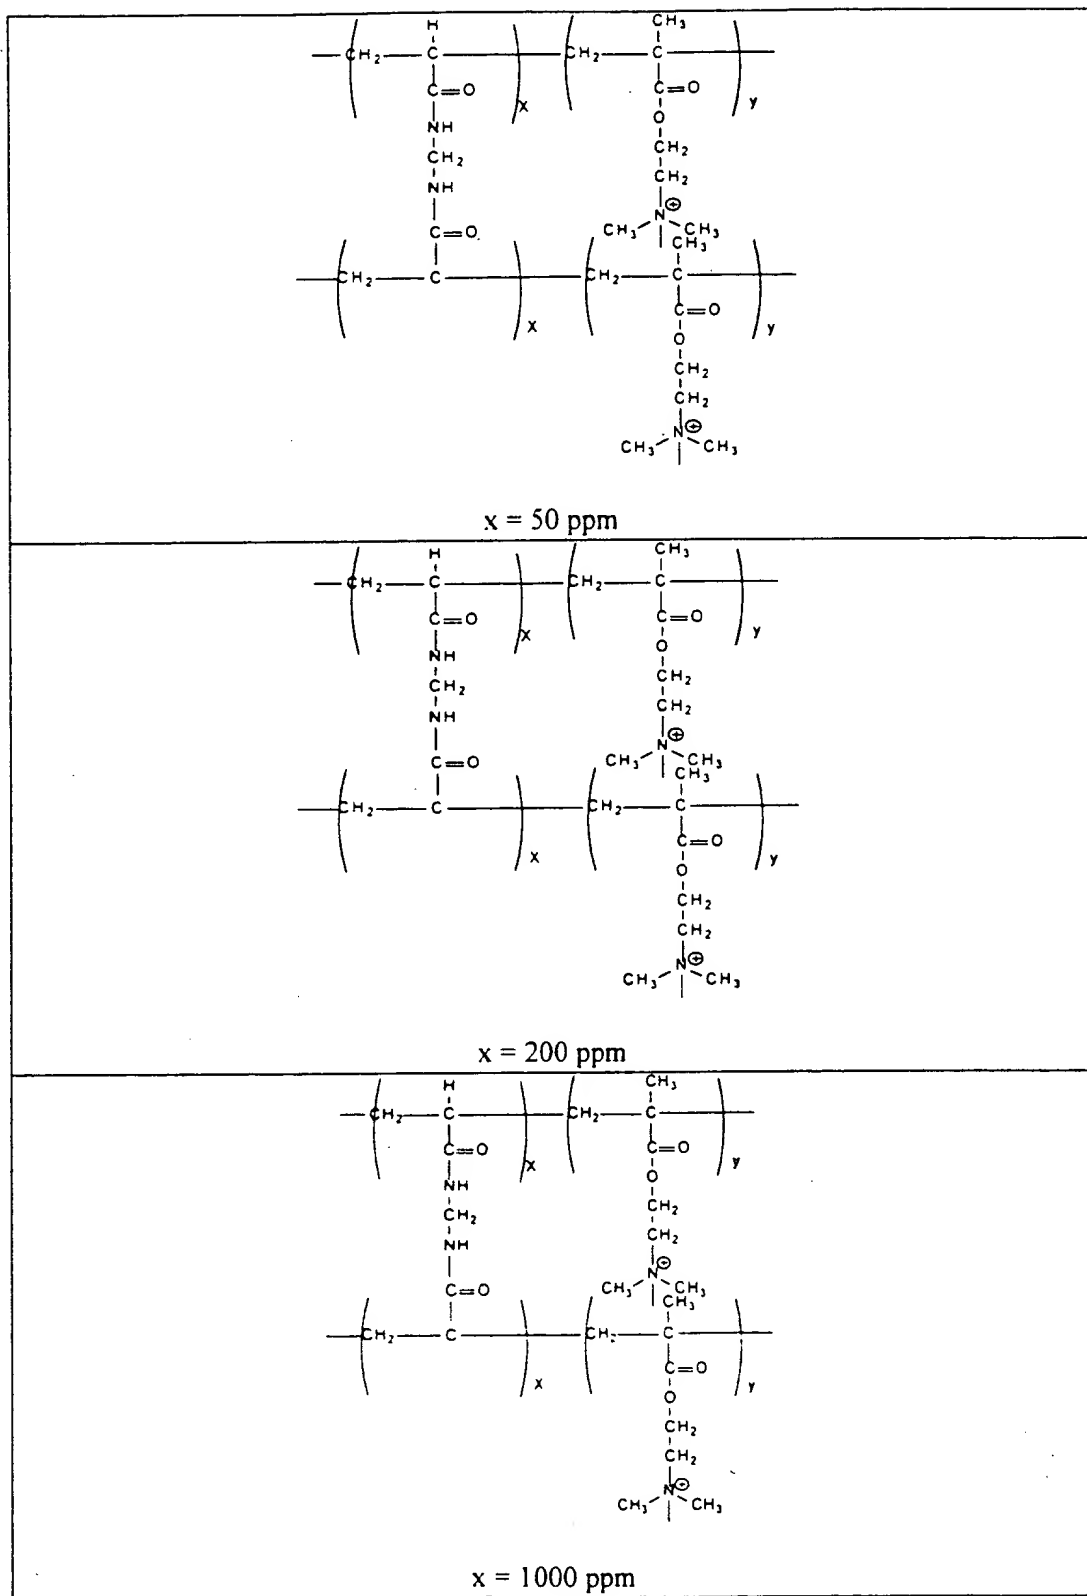 H CH₃
CH₂—C CH₂—C
C=O x C=O y
NH O
CH₂ CH₂
NH CH₂
C=O N⊕
CH₃ CH₃
CH₃
CH₂—C CH₂—C
x C=O y
O
CH₂
CH₂
N⊕
CH₃ CH₃
x = 50 ppm
H CH₃
CH₂—C CH₂—C
C=O x C=O y
NH O
CH₂ CH₂
NH CH₂
C=O N⊕
CH₃ CH₃
CH₃
CH₂—C CH₂—C
x C=O y
O
CH₂
CH₂
N⊕
CH₃ CH₃
x = 200 ppm
H CH₃
CH₂—C CH₂—C
C=O x C=O y
NH O
CH₂ CH₂
NH CH₂
C=O N⊕
CH₃ CH₃
CH₃
CH₂—C CH₂—C
x C=O y
O
CH₂
CH₂
N⊕
CH₃ CH₃
x = 1000 ppm